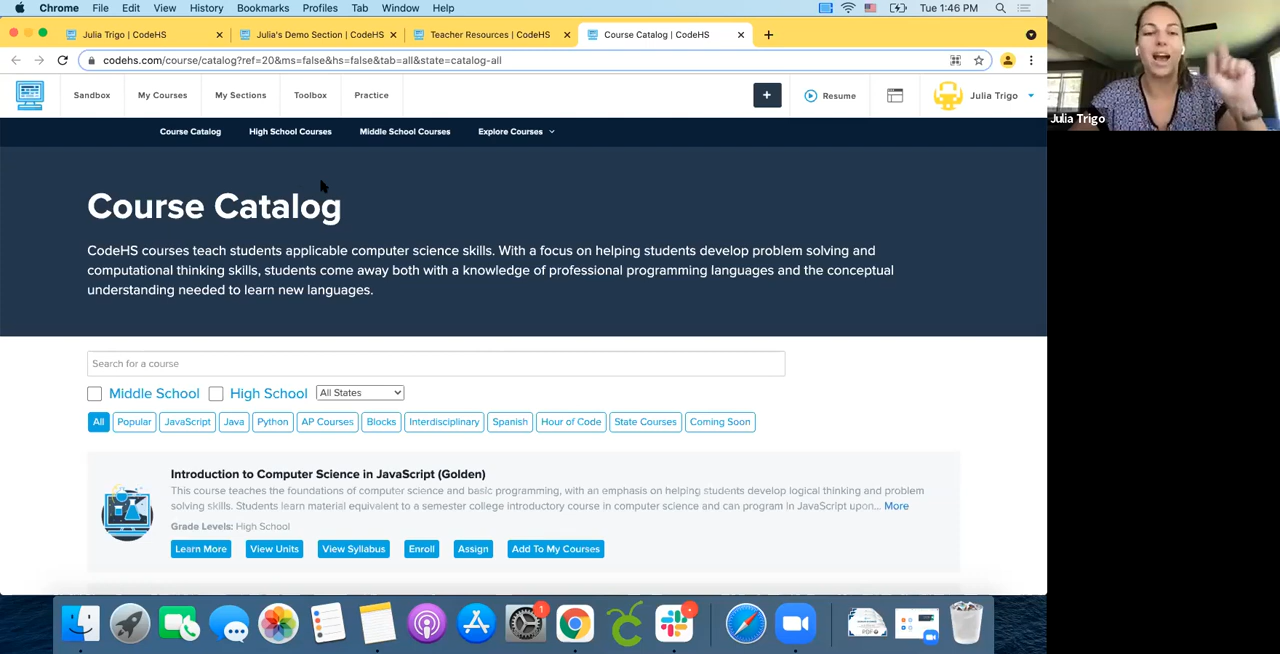 Chrome File Edit View History Bookmarks Profiles Tab Window Help Tue 1:46 PM
Julia Trigo | CodeHS Julia's Demo Section | CodeHS Teacher Resources | CodeHS Course Catalog | CodeHS
codehs.com/course/catalog?ref=20&ms=false&hs=false&tab=all&state=catalog-all
Sandbox My Courses My Sections Toolbox Practice + Resume Julia Trigo
Julia Trigo
Course Catalog High School Courses Middle School Courses Explore Courses
Course Catalog
CodeHS courses teach students applicable computer science skills. With a focus on helping students develop problem solving and
computational thinking skills, students come away both with a knowledge of professional programming languages and the conceptual
understanding needed to learn new languages.
Search for a course
Middle School High School All States
All Popular JavaScript Java Python AP Courses Blocks Interdisciplinary Spanish Hour of Code State Courses Coming Soon
Introduction to Computer Science in JavaScript (Golden)
This course teaches the foundations of computer science and basic programming, with an emphasis on helping students develop logical thinking and problem
solving skills. Students learn material equivalent to a semester college introductory course in computer science and can program in JavaScript upon... More
Grade Levels: High School
Learn More View Units View Syllabus Enroll Assign Add To My Courses
1